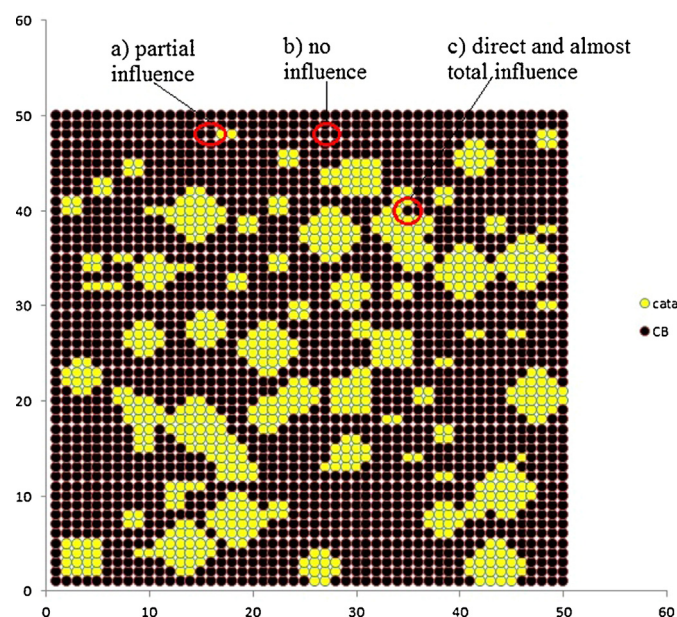 60
a) partial
influence
b) no
influence
c) direct and almost
total influence
50
40
30
20
10
0
cata
CB
0
10
20
30
40
50
60